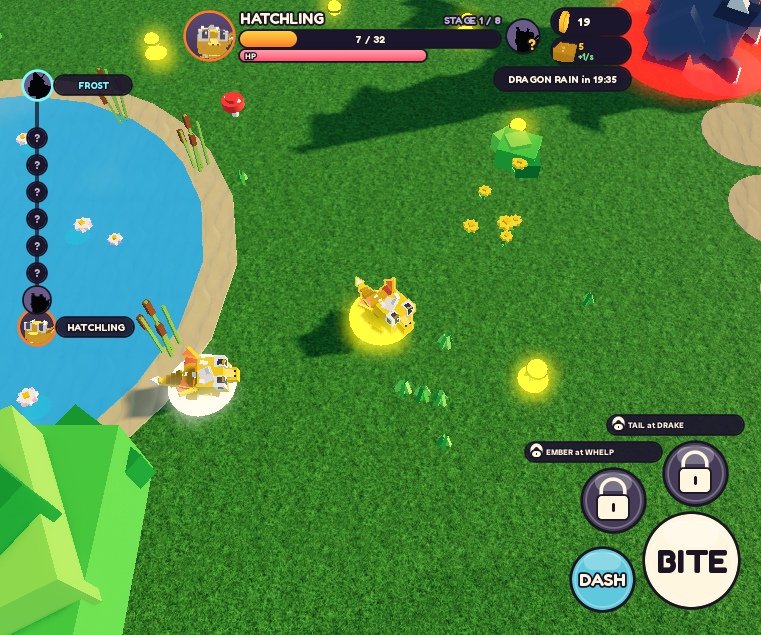 HATCHLING
STAGE 1 / 8
7 / 32
HP
?
19
5
+1/s
DRAGON RAIN in 19:35
FROST
?
?
?
?
?
?
HATCHLING
TAIL at DRAKE
EMBER at WHELP
BITE
DASH